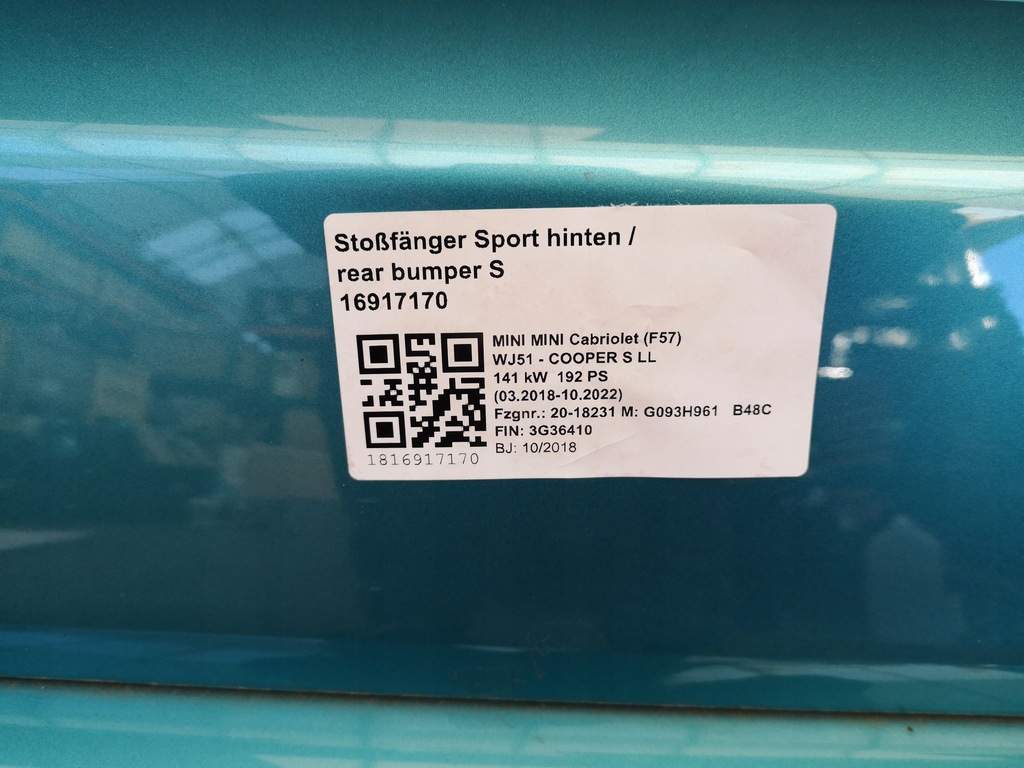 Stoßfänger Sport hinten /
rear bumper S
16917170
MINI MINI Cabriolet (F57)
WJ51 - COOPER S LL
141 kW 192 PS
(03.2018-10.2022)
Fzgnr.: 20-18231 M: G093H961 B48C
FIN: 3G36410
BJ: 10/2018
1816917170